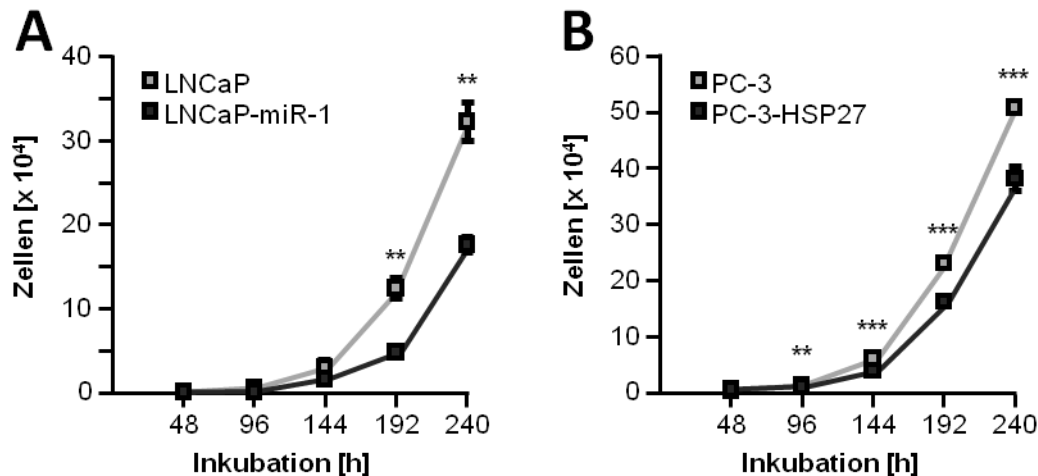 A
Zellen [x 10⁴]
40
30
20
10
0
LNCaP
LNCaP-miR-1
**
**
48 96 144 192 240
Inkubation [h]
B
Zellen [x 10⁴]
60
50
40
30
20
10
0
PC-3
PC-3-HSP27
**
***
***
***
48 96 144 192 240
Inkubation [h]